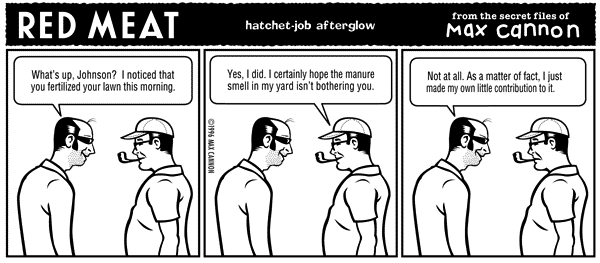 RED MEAT
hatchet-job afterglow
from the secret files of
max cannon
What's up, Johnson? I noticed that
you fertilized your lawn this morning.
Yes, I did. I certainly hope the manure
smell in my yard isn't bothering you.
©1996 MAX CANNON
Not at all. As a matter of fact, I just
made my own little contribution to it.